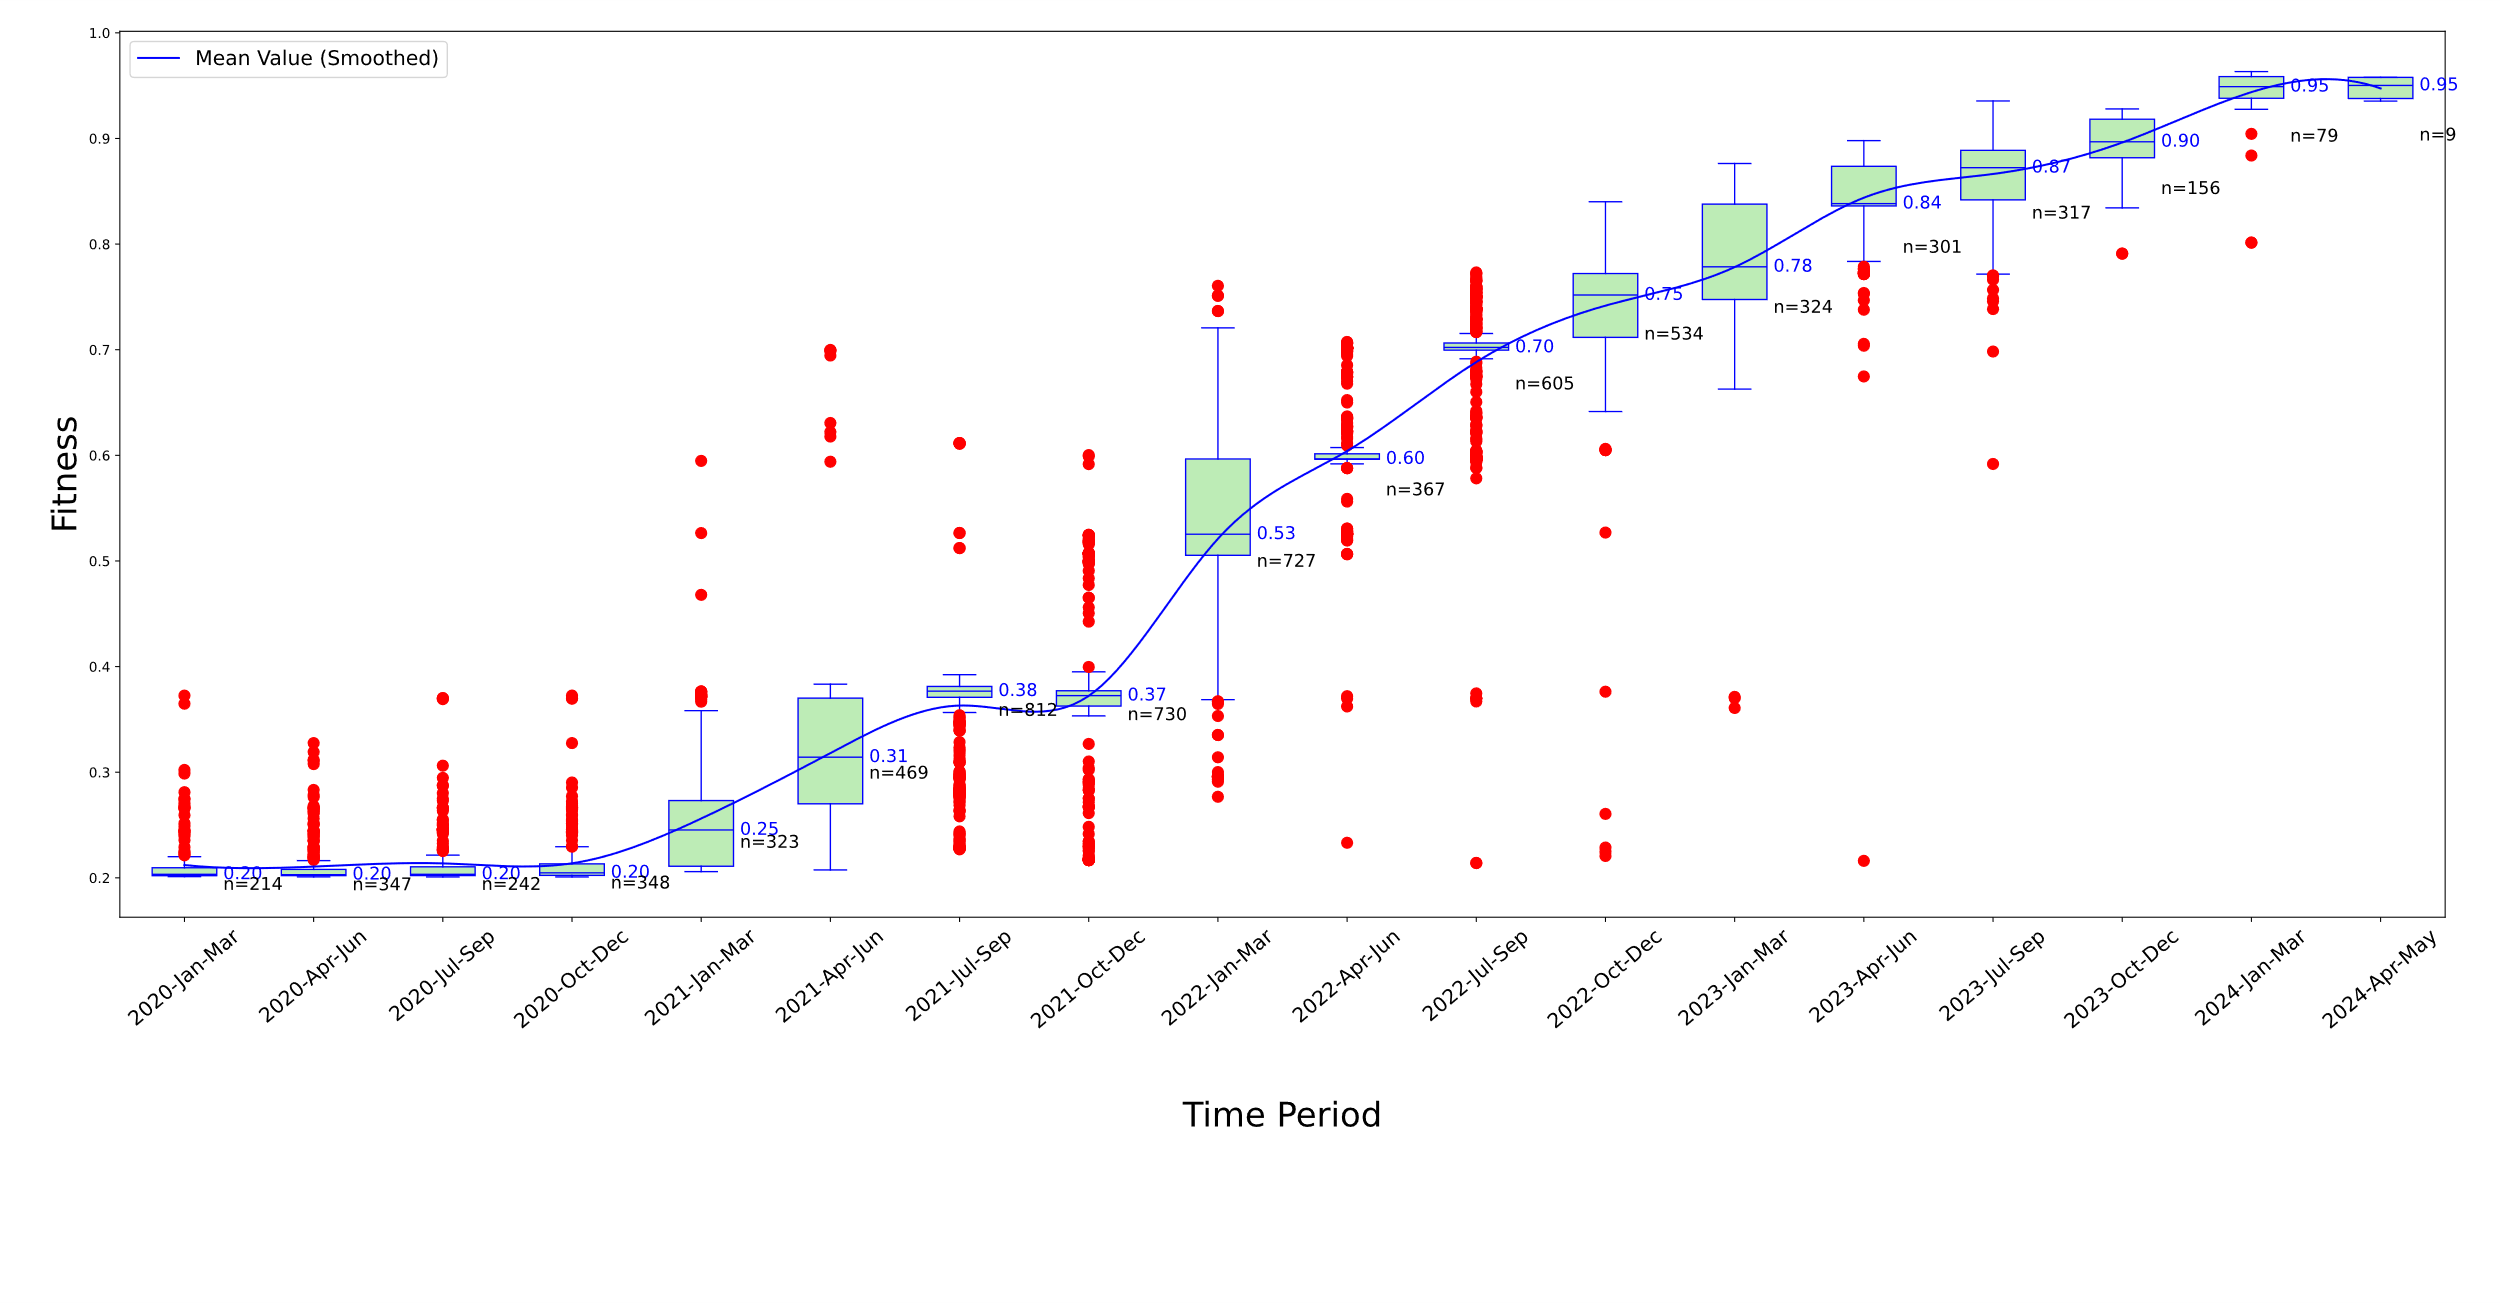 Mean Value (Smoothed)
Fitness
1.0
0.9
0.8
0.7
0.6
0.5
0.4
0.3
0.2
0.20
n=214
0.20
n=347
0.20
n=242
0.20
n=348
0.25
n=323
0.31
n=469
0.38
n=812
0.37
n=730
0.53
n=727
0.60
n=367
0.70
n=605
0.75
n=534
0.78
n=324
0.84
n=301
0.87
n=317
0.90
n=156
0.95
n=79
0.95
n=9
2020-Jan-Mar
2020-Apr-Jun
2020-Jul-Sep
2020-Oct-Dec
2021-Jan-Mar
2021-Apr-Jun
2021-Jul-Sep
2021-Oct-Dec
2022-Jan-Mar
2022-Apr-Jun
2022-Jul-Sep
2022-Oct-Dec
2023-Jan-Mar
2023-Apr-Jun
2023-Jul-Sep
2023-Oct-Dec
2024-Jan-Mar
2024-Apr-May
Time Period